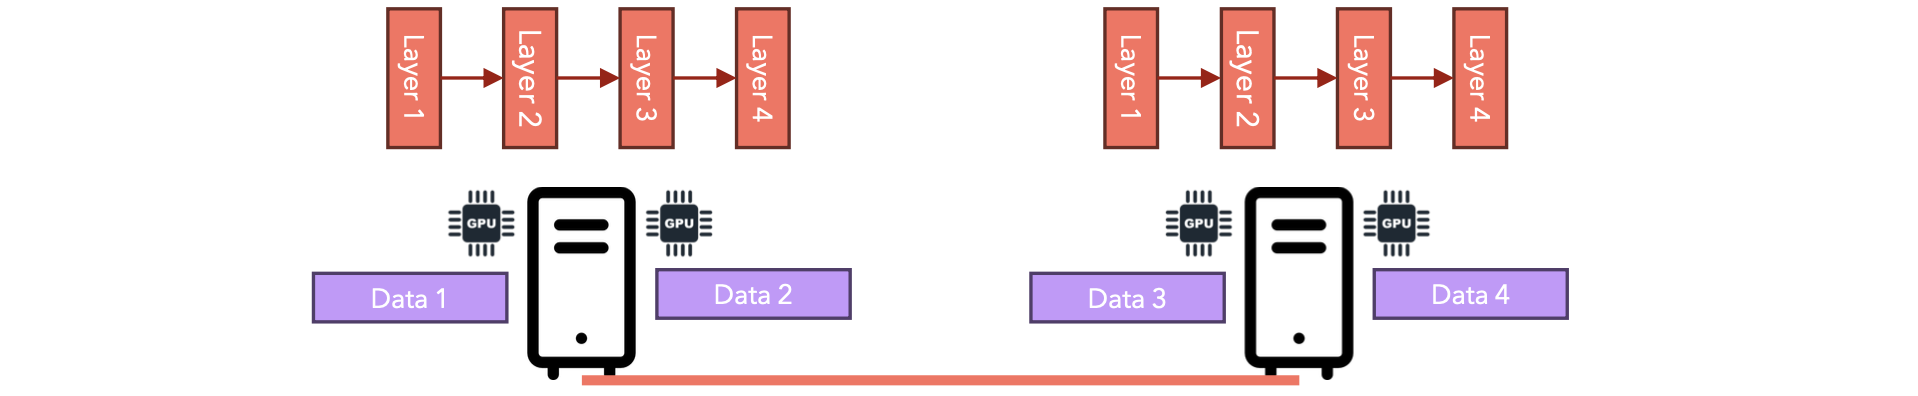 Layer 1
Layer 2
Layer 3
Layer 4
Layer 1
Layer 2
Layer 3
Layer 4
GPU
GPU
GPU
GPU
Data 1
Data 2
Data 3
Data 4